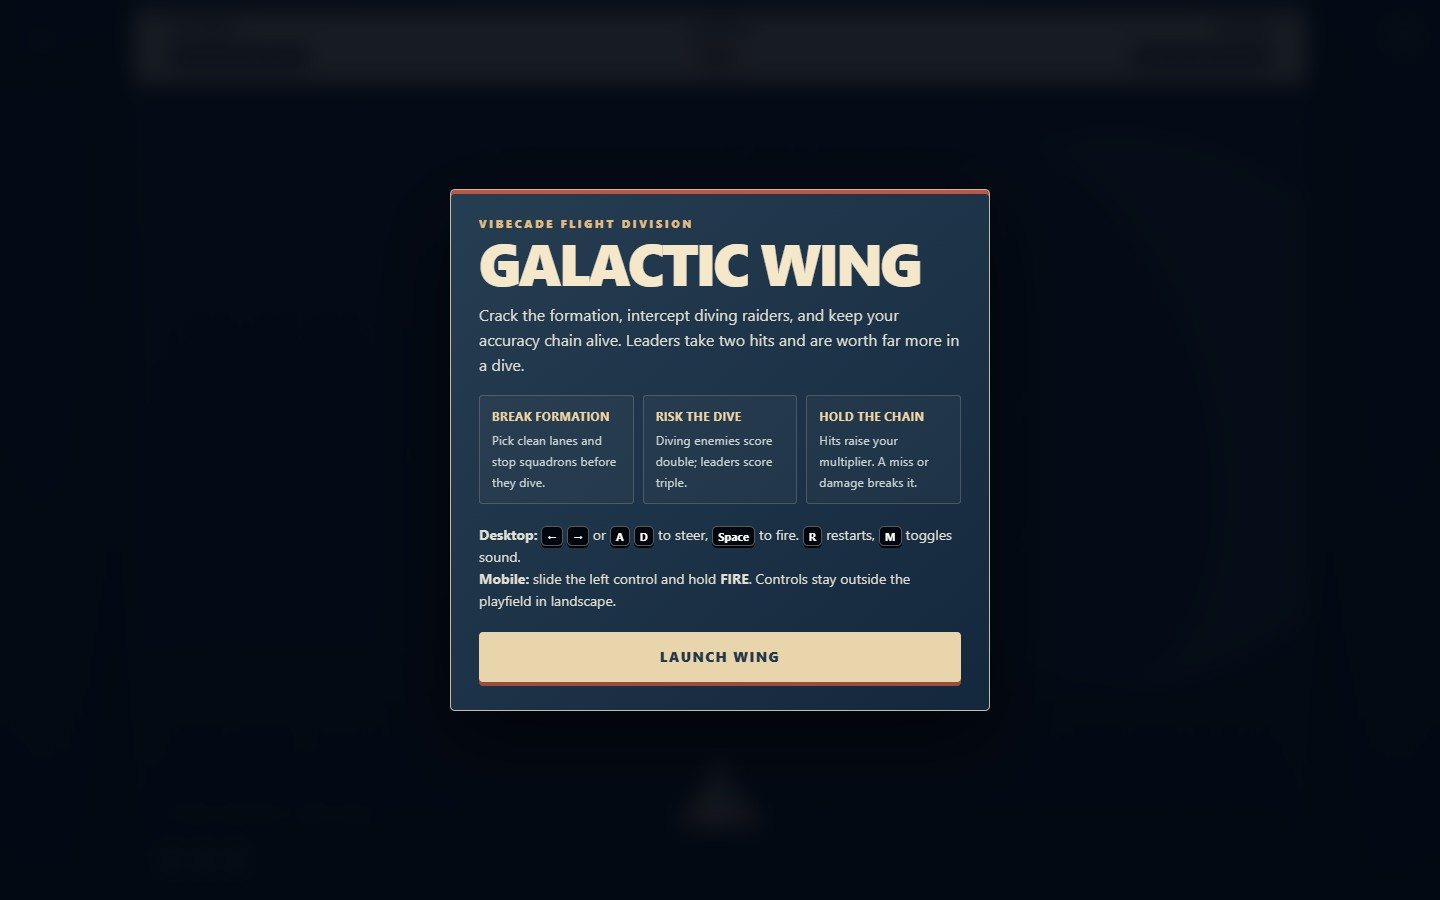 VIBECADE FLIGHT DIVISION
GALACTIC WING
Crack the formation, intercept diving raiders, and keep your
accuracy chain alive. Leaders take two hits and are worth far more in
a dive.
BREAK FORMATION
Pick clean lanes and
stop squadrons before
they dive.
RISK THE DIVE
Diving enemies score
double; leaders score
triple.
HOLD THE CHAIN
Hits raise your
multiplier. A miss or
damage breaks it.
Desktop: ← → or A D to steer, Space to fire. R restarts, M toggles
sound.
Mobile: slide the left control and hold FIRE. Controls stay outside the
playfield in landscape.
LAUNCH WING